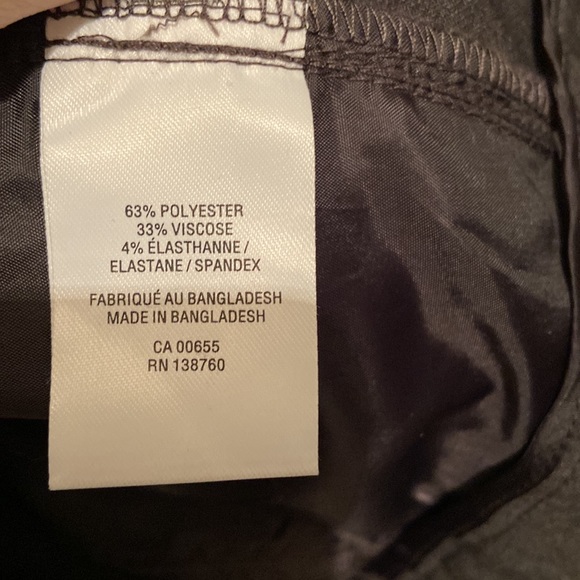 63% POLYESTER
33% VISCOSE
4% ÉLASTHANNE /
ELASTANE / SPANDEX
FABRIQUÉ AU BANGLADESH
MADE IN BANGLADESH
CA 00655
RN 138760